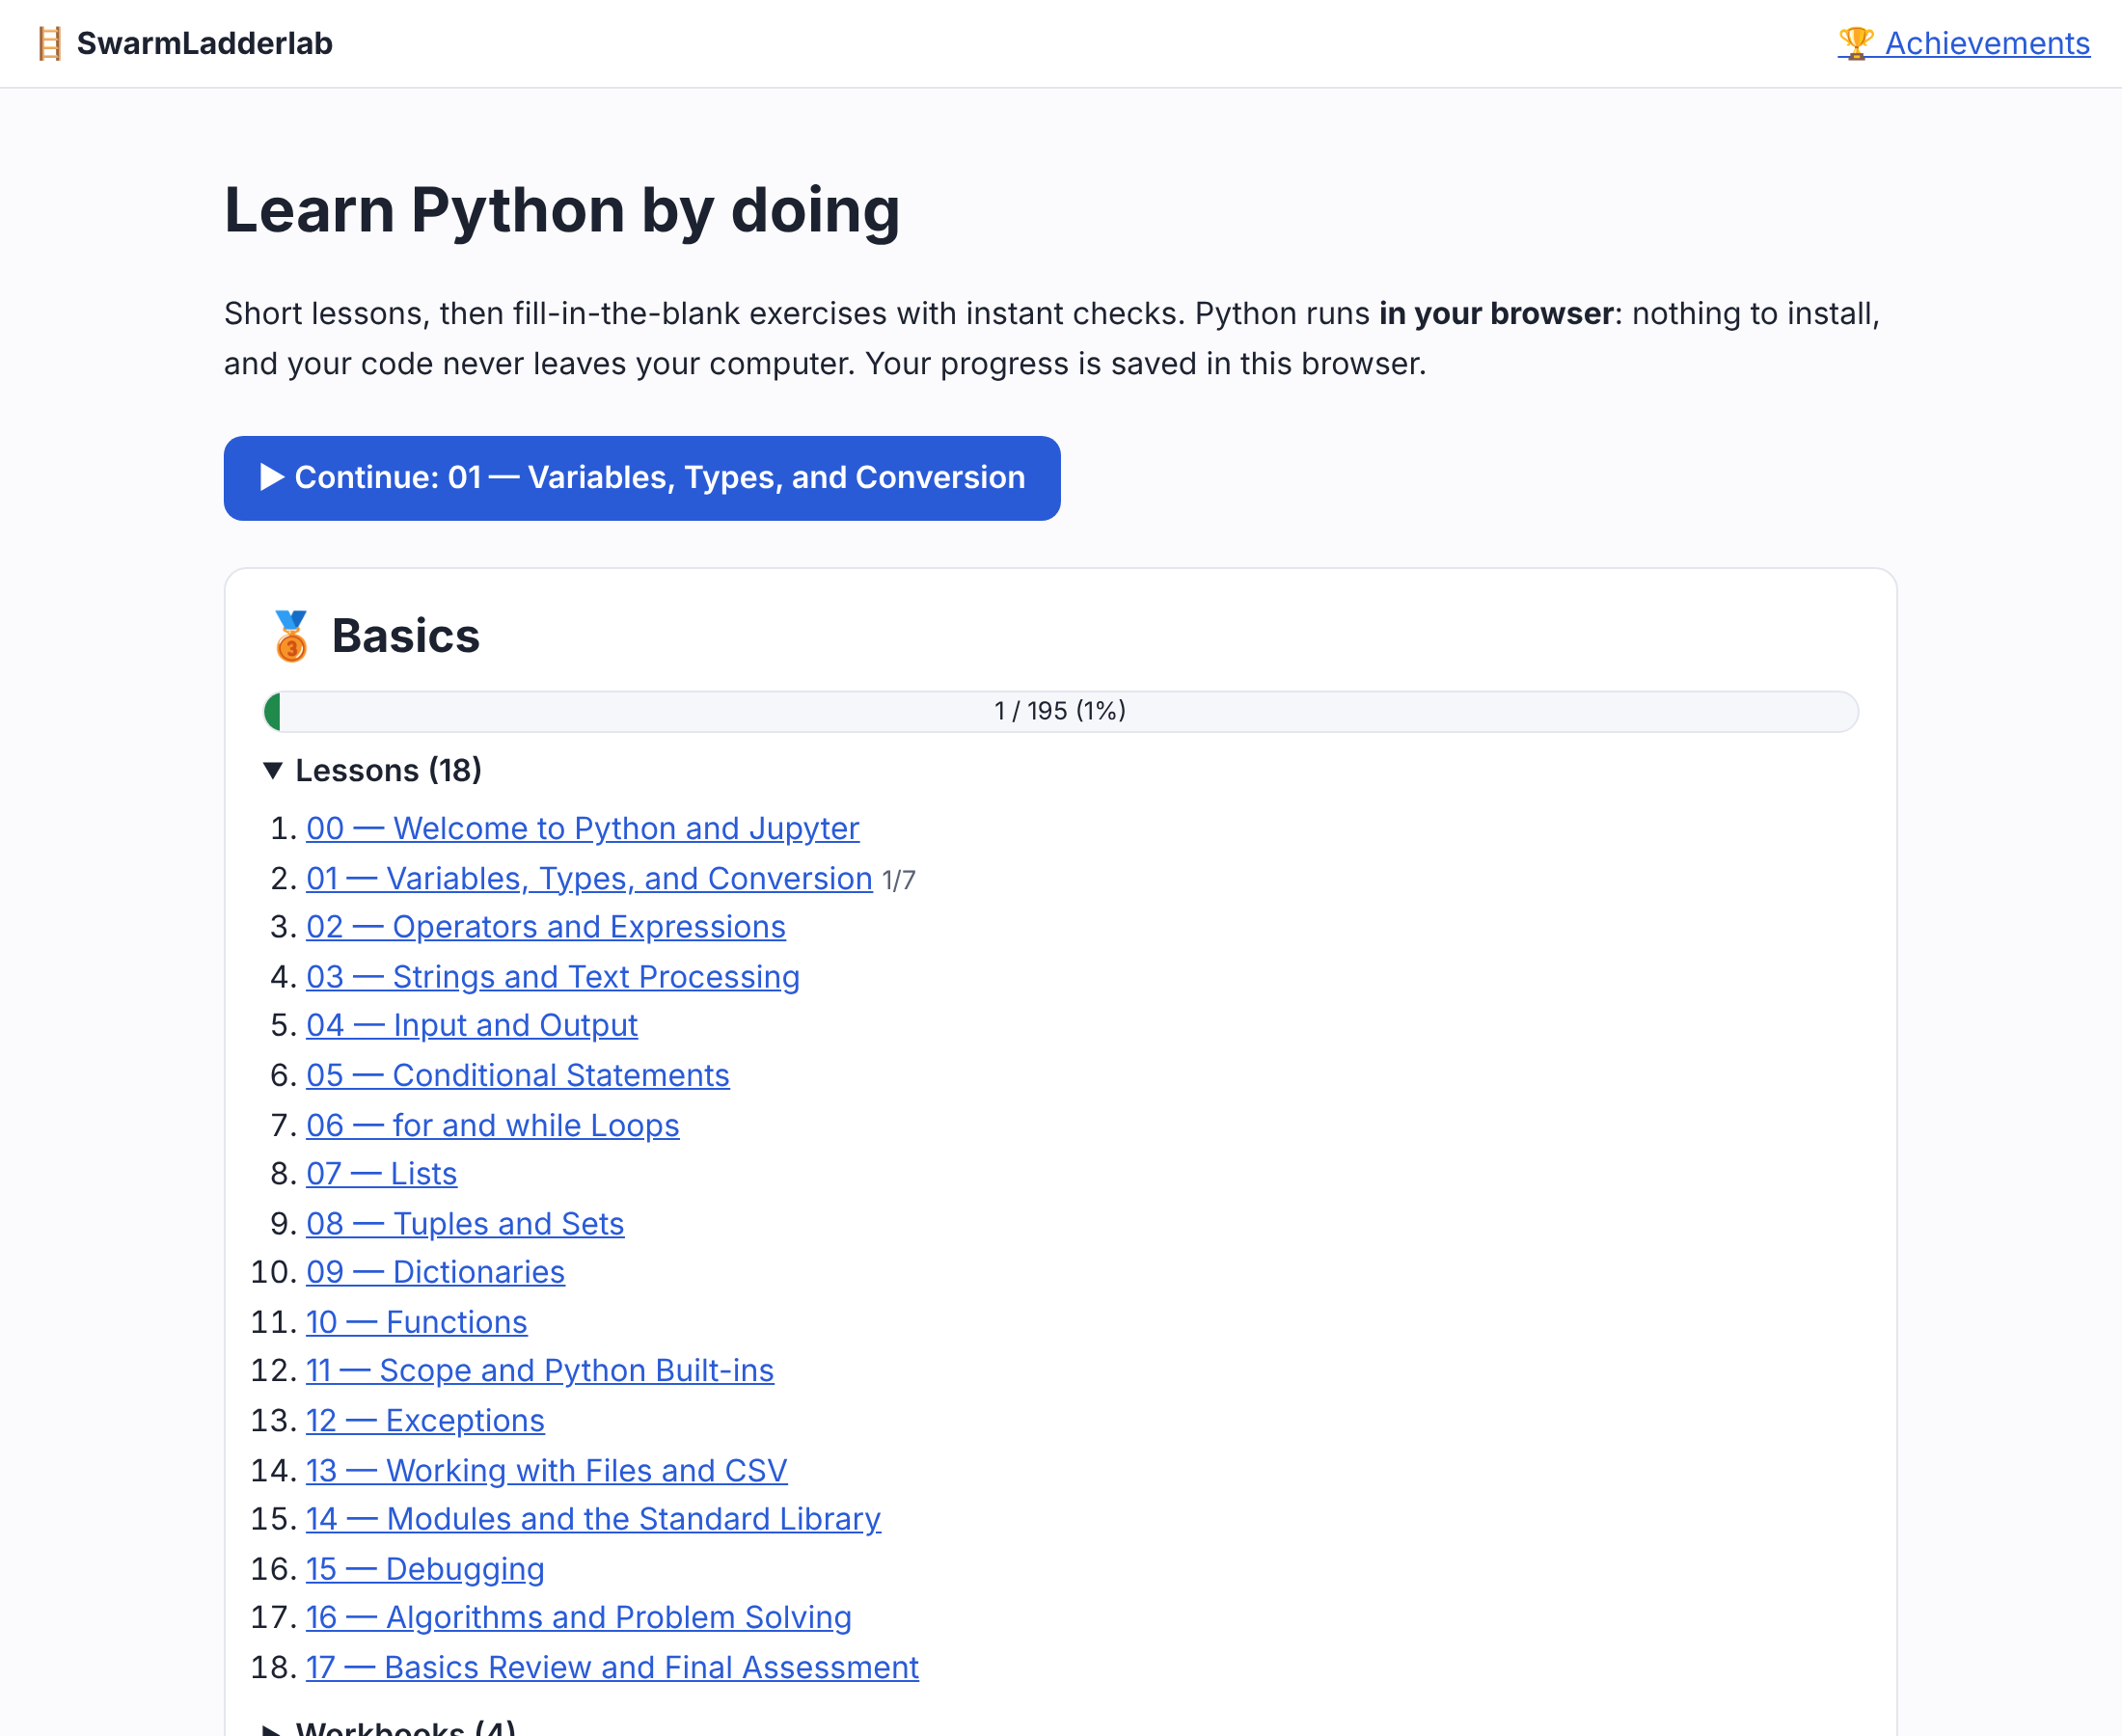 SwarmLadderlab
🏆 Achievements
Learn Python by doing
Short lessons, then fill-in-the-blank exercises with instant checks. Python runs in your browser: nothing to install,
and your code never leaves your computer. Your progress is saved in this browser.
▶ Continue: 01 — Variables, Types, and Conversion
🥉 Basics
1 / 195 (1%)
▼ Lessons (18)
1. 00 — Welcome to Python and Jupyter
2. 01 — Variables, Types, and Conversion 1/7
3. 02 — Operators and Expressions
4. 03 — Strings and Text Processing
5. 04 — Input and Output
6. 05 — Conditional Statements
7. 06 — for and while Loops
8. 07 — Lists
9. 08 — Tuples and Sets
10. 09 — Dictionaries
11. 10 — Functions
12. 11 — Scope and Python Built-ins
13. 12 — Exceptions
14. 13 — Working with Files and CSV
15. 14 — Modules and the Standard Library
16. 15 — Debugging
17. 16 — Algorithms and Problem Solving
18. 17 — Basics Review and Final Assessment
▶ Workbooks (4)